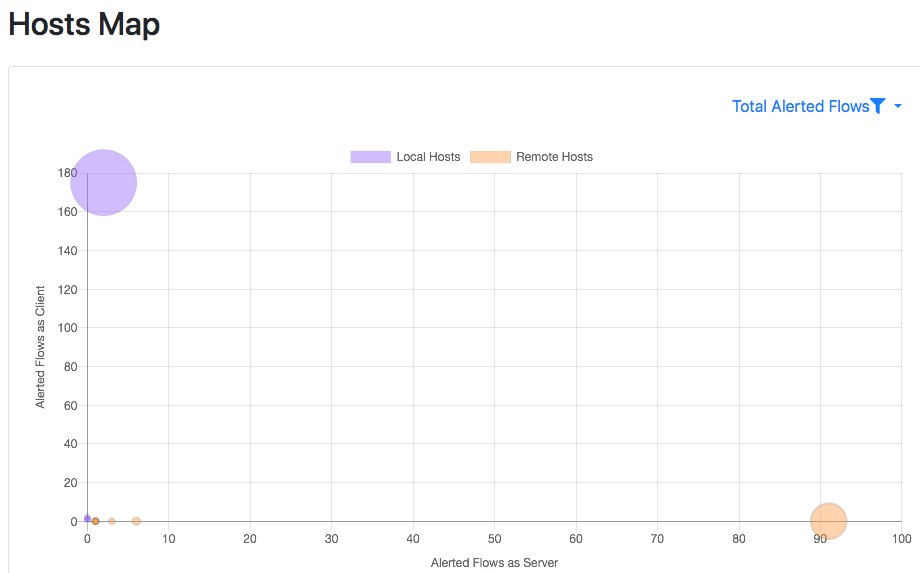 Hosts Map
Total Alerted Flows
Local Hosts Remote Hosts
180
160
140
120
100
80
60
40
20
0
Alerted Flows as Client
0 10 20 30 40 50 60 70 80 90 100
Alerted Flows as Server